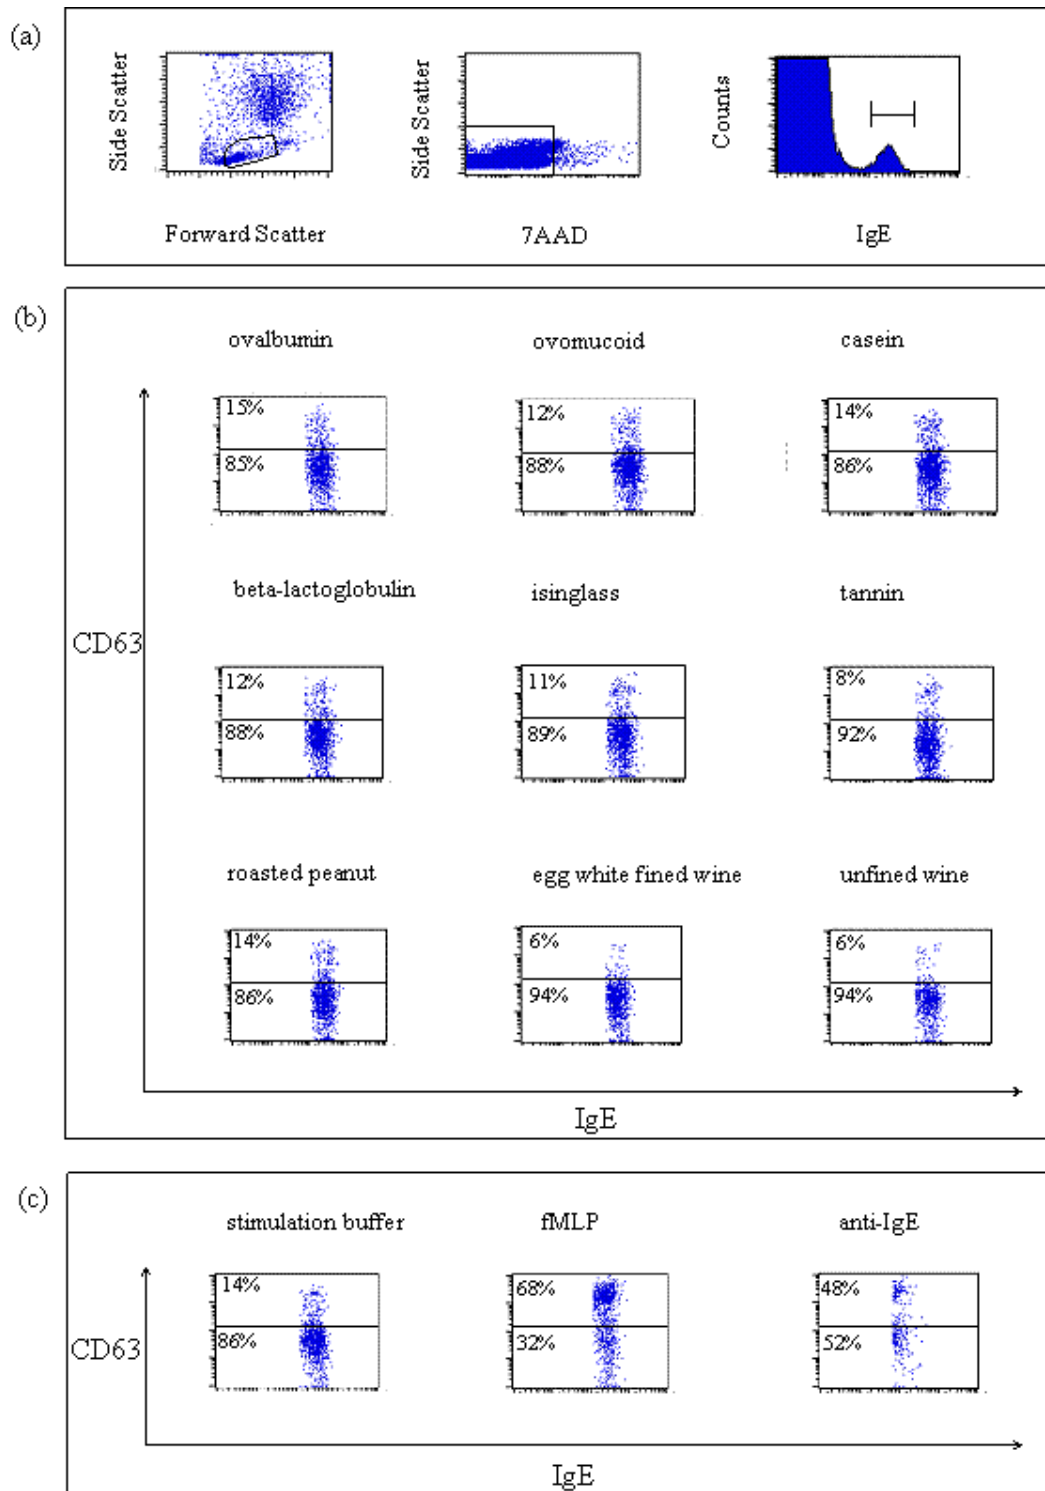 (a)
Side Scatter
Forward Scatter
Side Scatter
7AAD
Counts
IgE
(b)
CD63
ovalbumin
15%
85%
ovomucoid
12%
88%
casein
14%
86%
beta-lactoglobulin
12%
88%
isinglass
11%
89%
tannin
8%
92%
roasted peanut
14%
86%
egg white fined wine
6%
94%
unfined wine
6%
94%
IgE
(c)
CD63
stimulation buffer
14%
86%
fMLP
68%
32%
anti-IgE
48%
52%
IgE